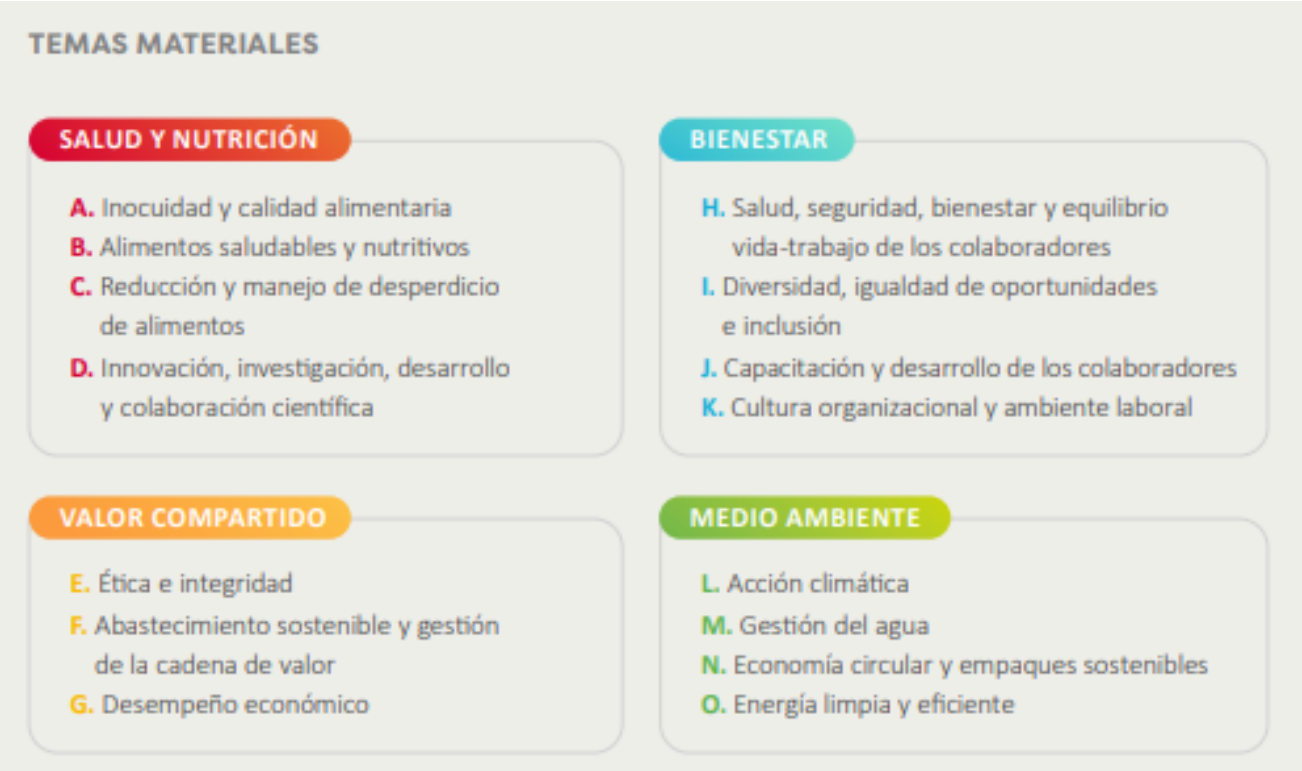 TEMAS MATERIALES
SALUD Y NUTRICIÓN
A. Inocuidad y calidad alimentaria
B. Alimentos saludables y nutritivos
C. Reducción y manejo de desperdicio
de alimentos
D. Innovación, investigación, desarrollo
y colaboración científica
BIENESTAR
H. Salud, seguridad, bienestar y equilibrio
vida-trabajo de los colaboradores
I. Diversidad, igualdad de oportunidades
e inclusión
J. Capacitación y desarrollo de los colaboradores
K. Cultura organizacional y ambiente laboral
VALOR COMPARTIDO
E. Ética e integridad
F. Abastecimiento sostenible y gestión
de la cadena de valor
G. Desempeño económico
MEDIO AMBIENTE
L. Acción climática
M. Gestión del agua
N. Economía circular y empaques sostenibles
O. Energía limpia y eficiente